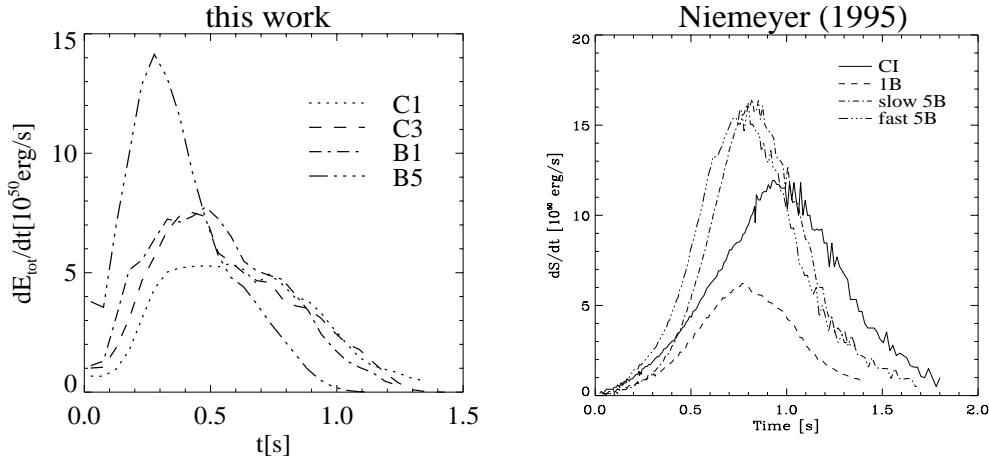 this work
15
10
5
0
dE_tot/dt[10^50 erg/s]
C1
C3
B1
B5
0.0
0.5
1.0
1.5
t[s]
Niemeyer (1995)
20
15
10
5
0
dS/dt [10^50 erg/s]
CI
1B
slow 5B
fast 5B
0.0
0.5
1.0
1.5
2.0
Time [s]